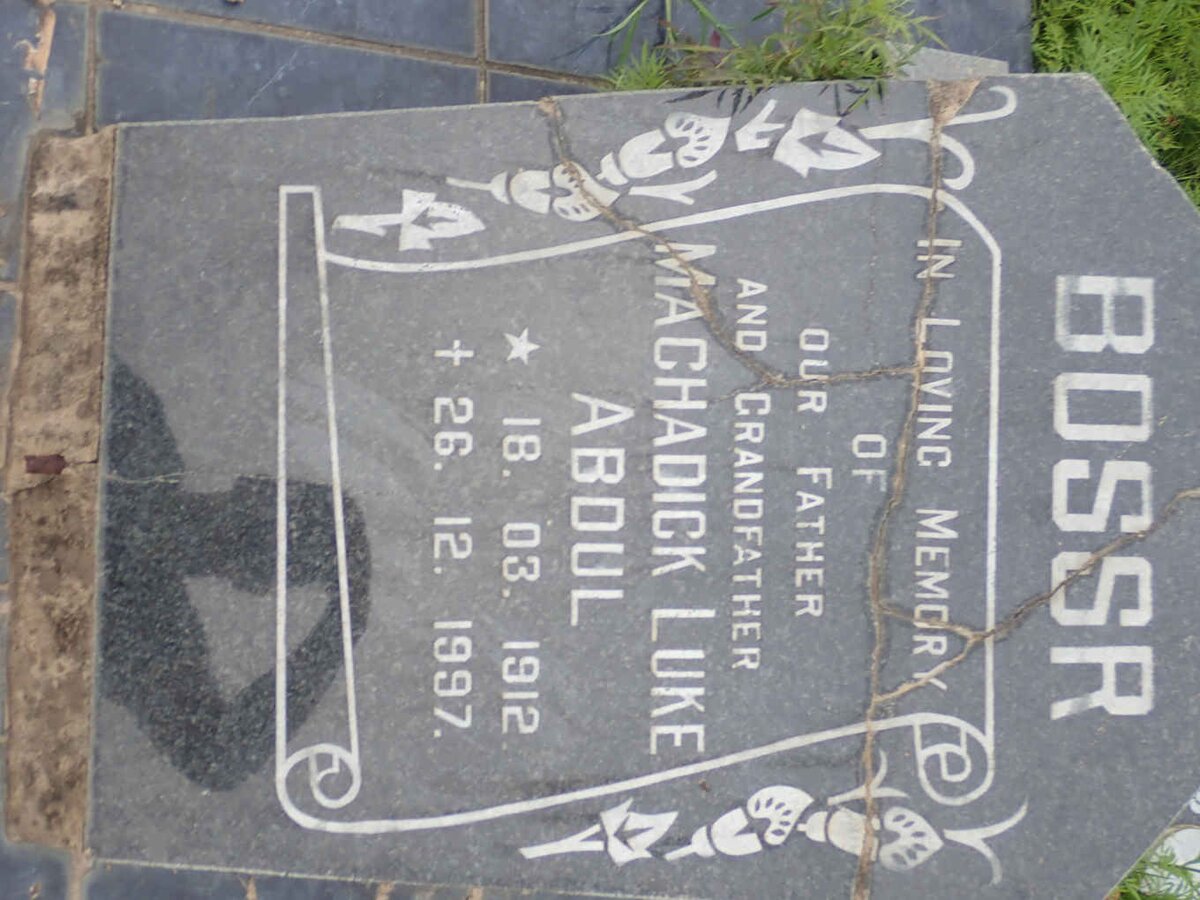 BOSSR
IN LOVING MEMORY
OF
OUR FATHER
AND GRANDFATHER
MACHADICK LUKE
ABDUL
★ 18. 03. 1912
✝ 26. 12. 1997.